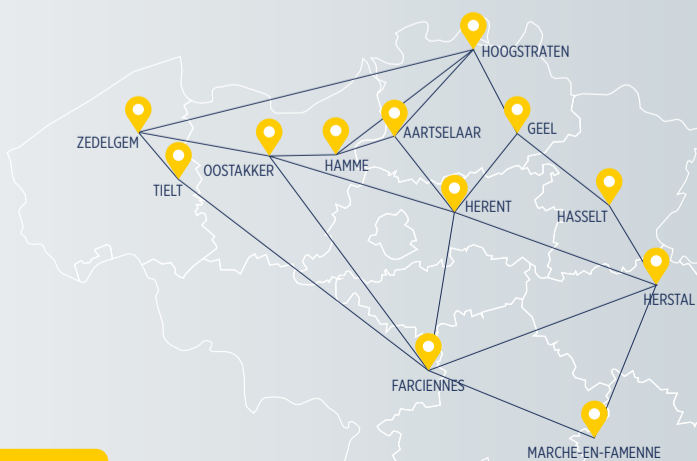 HOOGSTRATEN
ZEDELGEM
AARTSELAAR
GEEL
OOSTAKKER
HAMME
TIELT
HERENT
HASSELT
HERSTAL
FARCIENNES
MARCHE-EN-FAMENNE